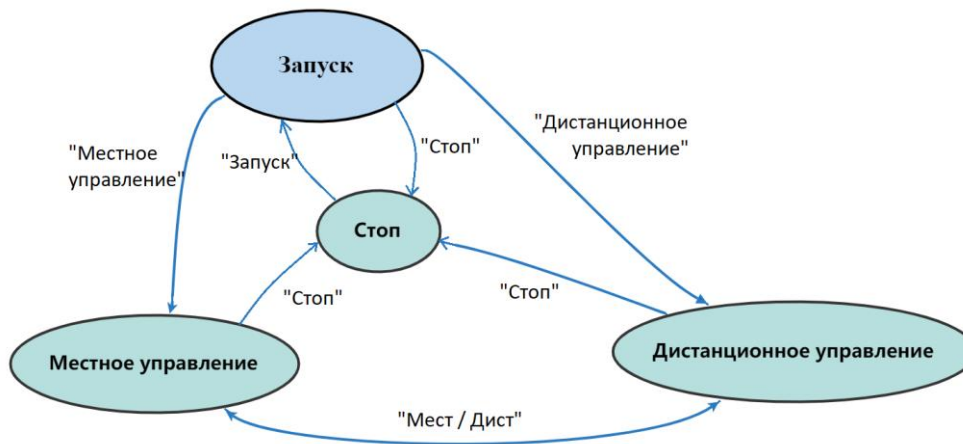 Запуск
"Дистанционное
управление"
"Стоп"
"Местное
управление"
"Запуск"
Стоп
"Стоп"
"Стоп"
Местное управление
Дистанционное управление
"Мест / Дист"